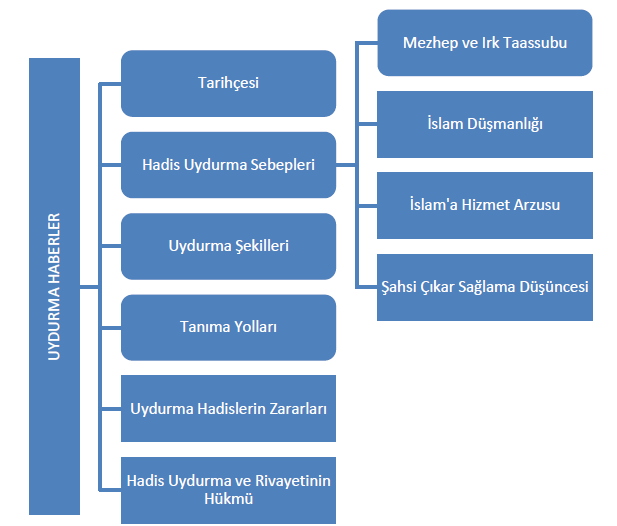 UYDURMA HABERLER
Tarihçesi
Hadis Uydurma Sebepleri
Mezhep ve Irk Taassubu
İslam Düşmanlığı
İslam'a Hizmet Arzusu
Şahsi Çıkar Sağlama Düşüncesi
Uydurma Şekilleri
Tanıma Yolları
Uydurma Hadislerin Zararları
Hadis Uydurma ve Rivayetinin
Hükmü